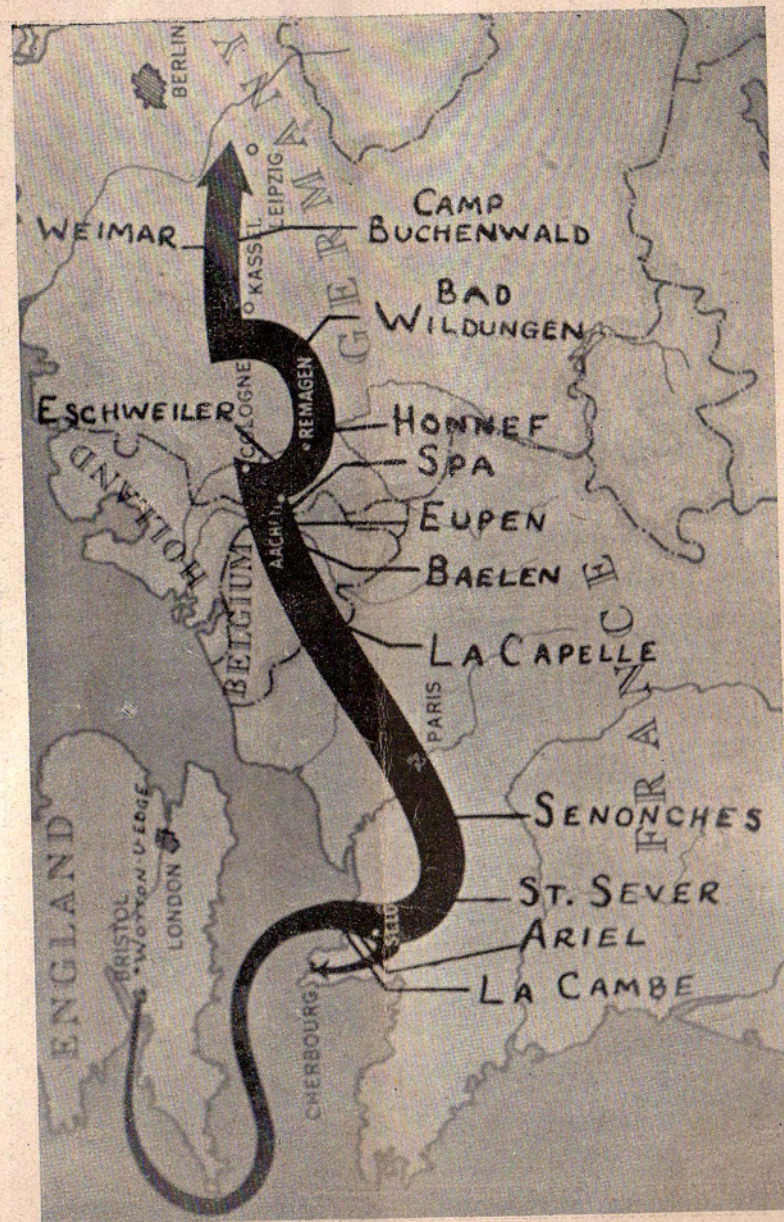 BERLIN
GERMANY
LEIPZIG
WEIMAR
CAMP
BUCHENWALD
KASSEL
BAD
WILDUNGEN
COLOGNE
REMAGEN
ESCHWEILER
HONNEF
HOLLAND
SPA
AACHEN
EUPEN
BELGIUM
BAELEN
LA CAPELLE
PARIS
FRANCE
SENONCHES
ENGLAND
BRISTOL
WOTTON-U-EDGE
LONDON
ST. SEVER
ARIEL
CHERBOURG
LA CAMBE